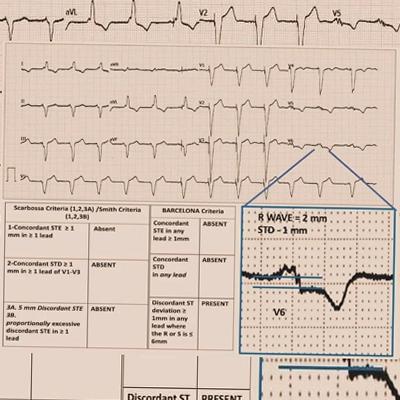 aVL V2 V5
I aVR V1 V4
II aVL V2 V5
III aVF V3 V6
Scarbossa Criteria (1,2,3A) /Smith Criteria (1,2,3B)
BARCELONA Criteria
1-Concordant STE ≥ 1 mm in ≥ 1 lead
Absent
Concordant STE in any lead ≥ 1mm
ABSENT
2-Concordant STD ≥ 1 mm in ≥ 1 lead of V1-V3
ABSENT
Concordant STD in any lead
ABSENT
3A. 5 mm Discordant STE
3B. proportionally excessive discordant STE in ≥ 1 lead
ABSENT
Discordant ST deviation ≥ 1mm in any lead where the R or S is ≤ 6mm
PRESENT
R WAVE = 2 mm
STD - 1 mm
V6
Discordant ST PRESENT